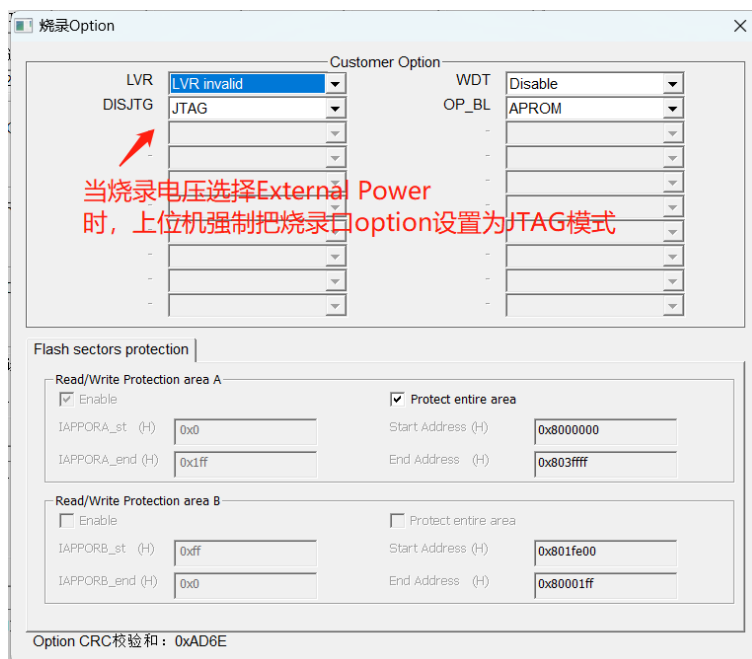 烧录Option
Customer Option
LVR LVR invalid WDT Disable
DISJTG JTAG OP_BL APROM
当烧录电压选择External Power
时，上位机强制把烧录口option设置为JTAG模式
Flash sectors protection
Read/Write Protection area A
Enable Protect entire area
IAPPORA_st (H) 0x0 Start Address (H) 0x8000000
IAPPORA_end (H) 0x1ff End Address (H) 0x803ffff
Read/Write Protection area B
Enable Protect entire area
IAPPORB_st (H) 0xff Start Address (H) 0x801fe00
IAPPORB_end (H) 0x0 End Address (H) 0x80001ff
Option CRC校验和：0xAD6E